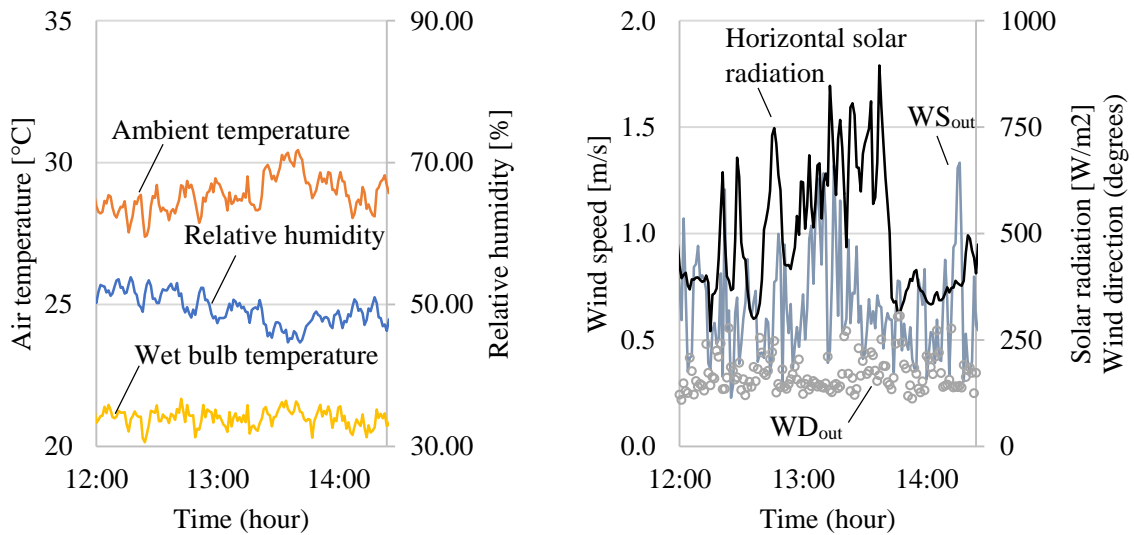 35
30
25
20
Air temperature [°C]
90.00
70.00
50.00
30.00
Relative humidity [%]
Ambient temperature
Relative humidity
Wet bulb temperature
12:00 13:00 14:00
Time (hour)
2.0
1.5
1.0
0.5
0.0
Wind speed [m/s]
1000
750
500
250
0
Solar radiation [W/m2]
Wind direction (degrees)
Horizontal solar
radiation
WSout
WDout
12:00 13:00 14:00
Time (hour)